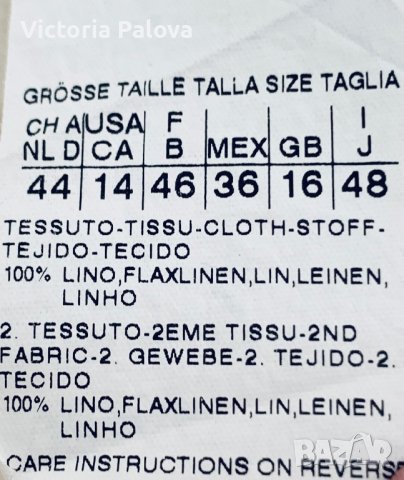 Victoria Palova
GRÖSSE TAILLE TALLA SIZE TAGLIA
CH A USA F I
NL D CA B MEX GB J
44 14 46 36 16 48
TESSUTO-TISSU-CLOTH-STOFF-
TEJIDO-TECIDO
100% LINO,FLAXLINEN,LIN,LEINEN,
LINHO
2. TESSUTO-2EME TISSU-2ND
FABRIC-2. GEWEBE-2. TEJIDO-2.
TECIDO
100% LINO,FLAXLINEN,LIN,LEINEN,
LINHO
CARE INSTRUCTIONS ON REVERSE
БАЗАР